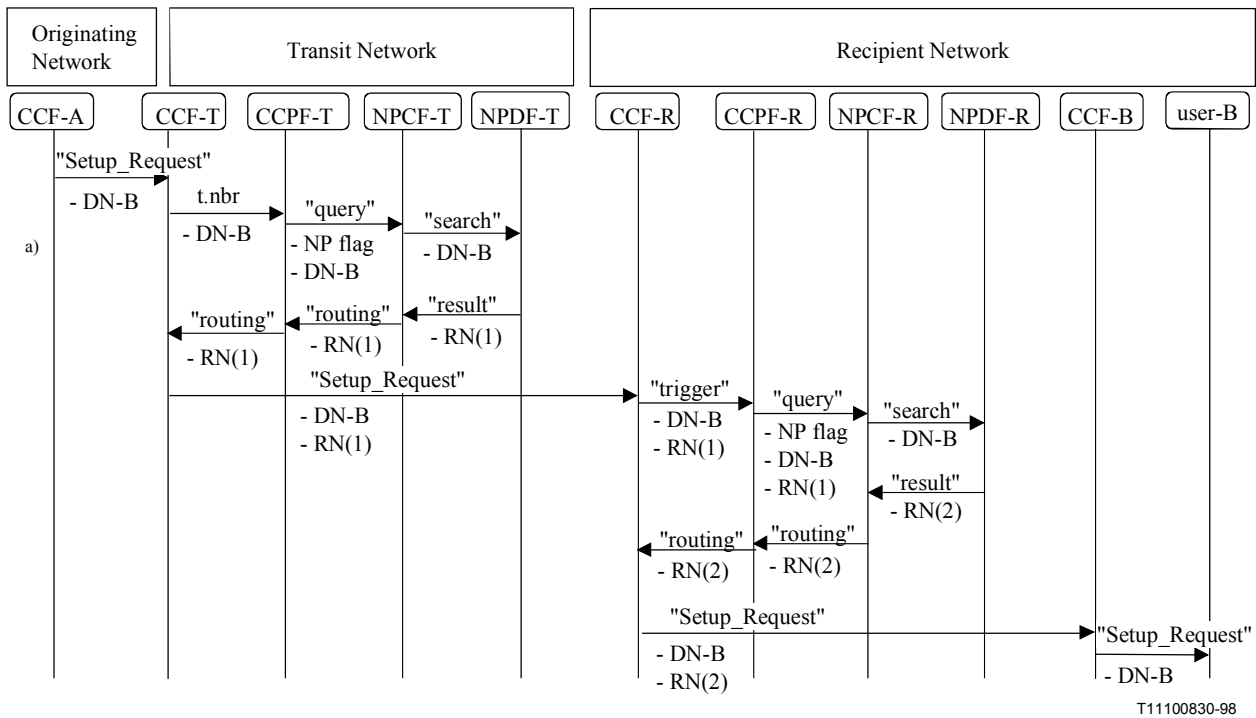 Originating
Network
Transit Network
Recipient Network
CCF-A
CCF-T
CCPF-T
NPCF-T
NPDF-T
CCF-R
CCPF-R
NPCF-R
NPDF-R
CCF-B
user-B
"Setup_Request"
- DN-B
a)
t.nbr
- DN-B
"query"
- NP flag
- DN-B
"search"
- DN-B
"result"
- RN(1)
"routing"
- RN(1)
"routing"
- RN(1)
"Setup_Request"
- DN-B
- RN(1)
"trigger"
- DN-B
- RN(1)
"query"
- NP flag
- DN-B
- RN(1)
"search"
- DN-B
"result"
- RN(2)
"routing"
- RN(2)
"routing"
- RN(2)
"Setup_Request"
- DN-B
- RN(2)
"Setup_Request"
- DN-B
T11100830-98